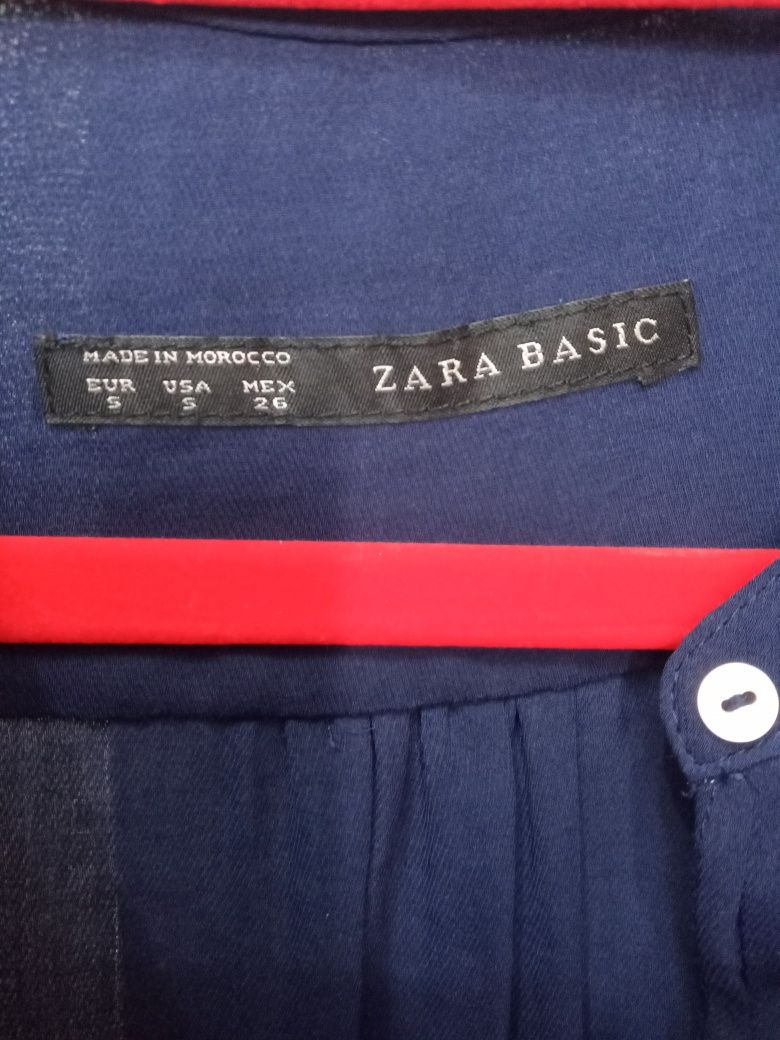 MADE IN MOROCCO
EUR USA MEX
S S 26
ZARA BASIC